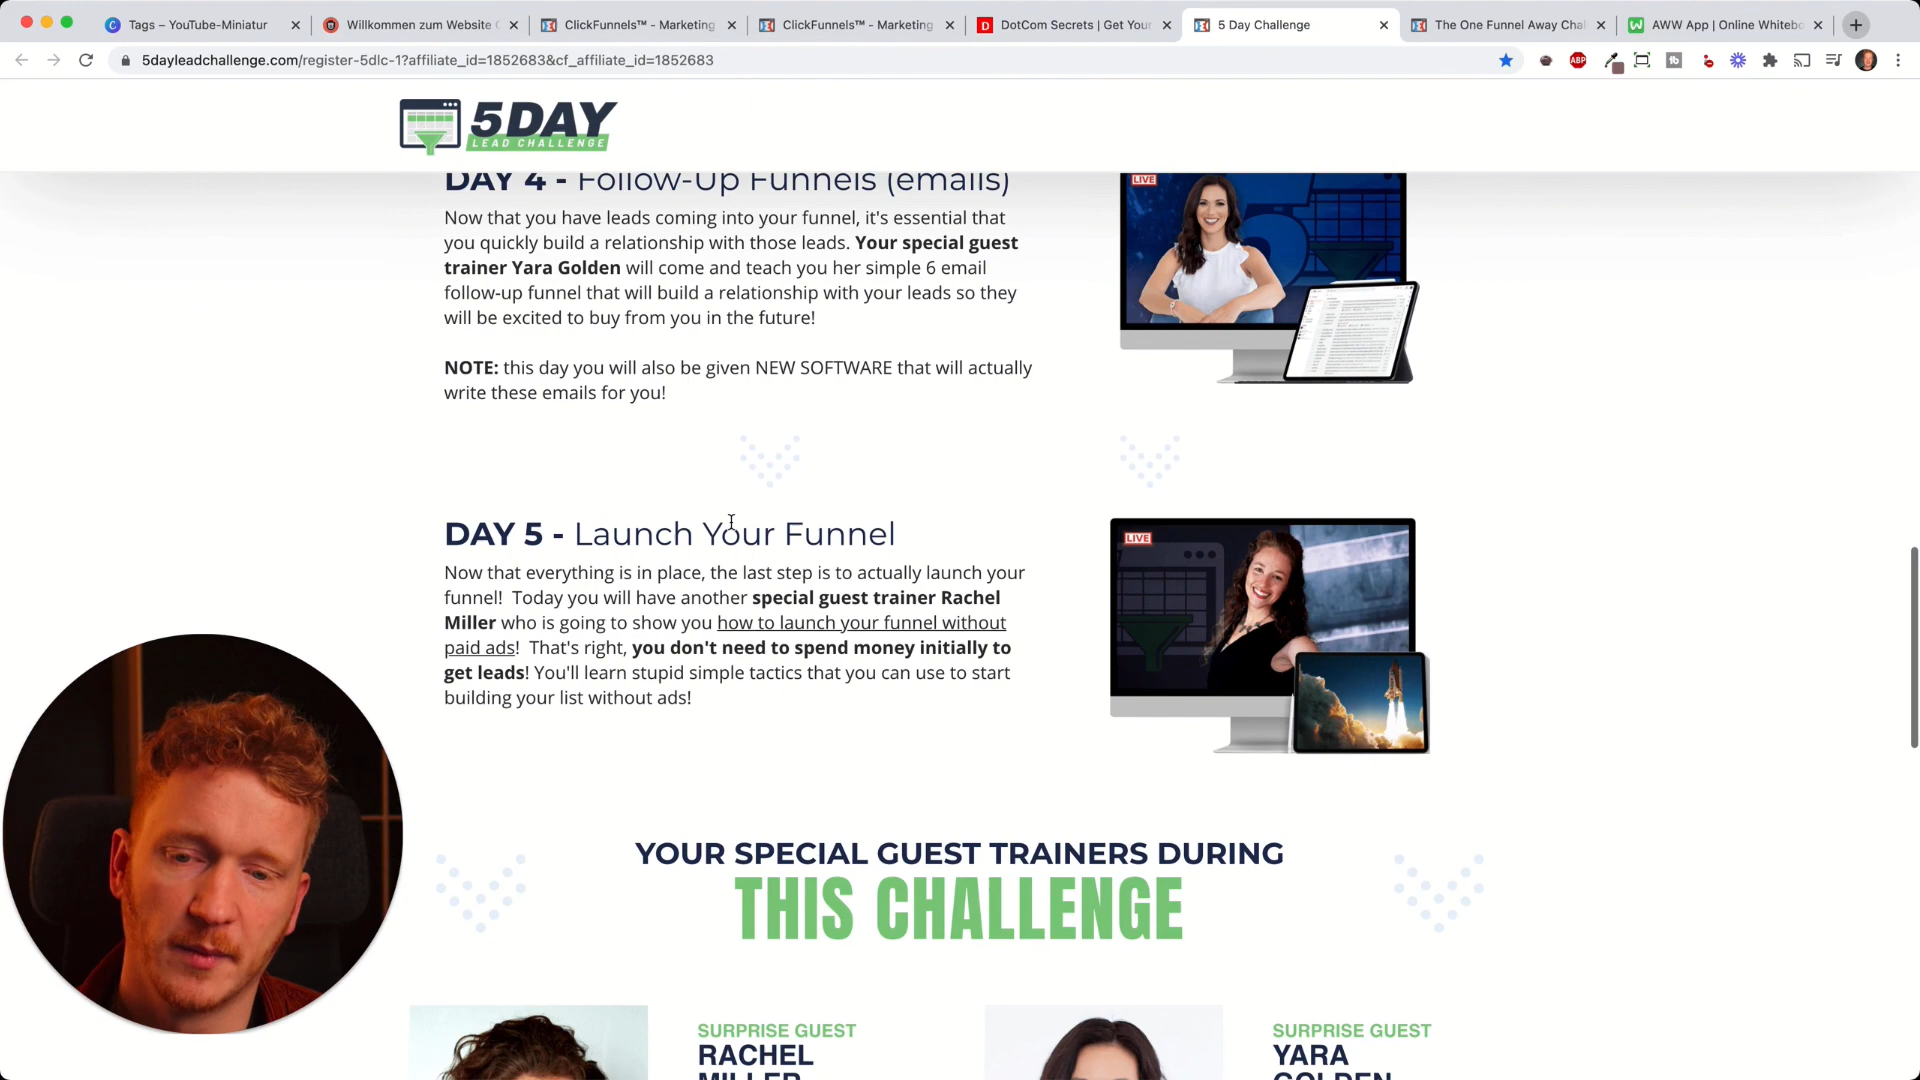 Tags – YouTube-Miniatur
Willkommen zum Website
ClickFunnels™ - Marketing
ClickFunnels™ - Marketing
DotCom Secrets | Get Your
5 Day Challenge
The One Funnel Away Chal
AWW App | Online Whitebo
5dayleadchallenge.com/register-5dlc-1?affiliate_id=1852683&cf_affiliate_id=1852683
ABP
5DAY
LEAD CHALLENGE
DAY 4 - Follow-Up Funnels (emails)
Now that you have leads coming into your funnel, it's essential that
you quickly build a relationship with those leads. Your special guest
trainer Yara Golden will come and teach you her simple 6 email
follow-up funnel that will build a relationship with your leads so they
will be excited to buy from you in the future!
NOTE: this day you will also be given NEW SOFTWARE that will actually
write these emails for you!
LIVE
DAY 5 - Launch Your Funnel
Now that everything is in place, the last step is to actually launch your
funnel! Today you will have another special guest trainer Rachel
Miller who is going to show you how to launch your funnel without
paid ads! That's right, you don't need to spend money initially to
get leads! You'll learn stupid simple tactics that you can use to start
building your list without ads!
LIVE
YOUR SPECIAL GUEST TRAINERS DURING
THIS CHALLENGE
SURPRISE GUEST
RACHEL
MILLER
SURPRISE GUEST
YARA
GOLDEN